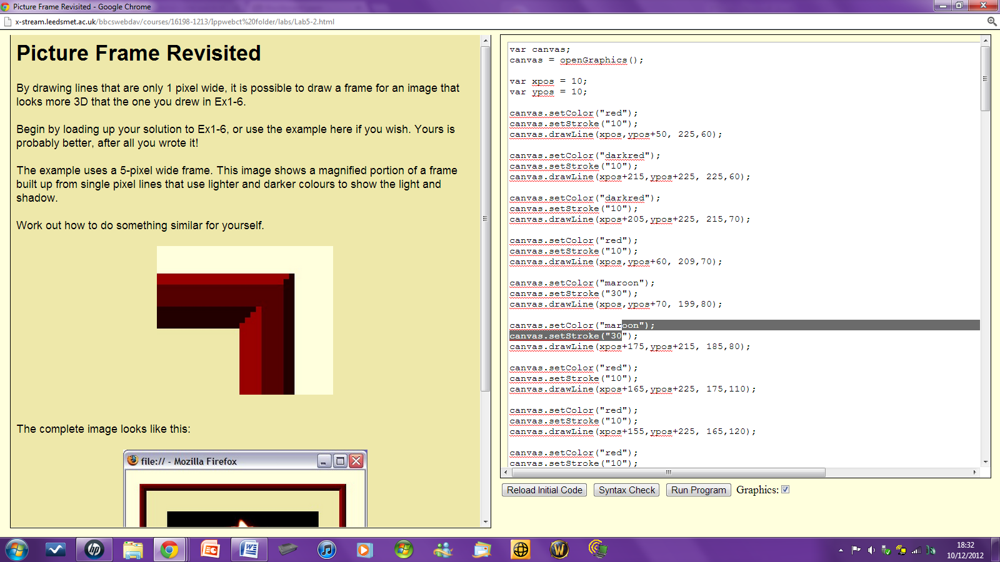 Picture Frame Revisited - Google Chrome
x-stream.leedsmet.ac.uk/bbcswebdav/courses/16198-1213/Ippwebct%20folder/labs/Lab5-2.html
Picture Frame Revisited
By drawing lines that are only 1 pixel wide, it is possible to draw a frame for an image that
looks more 3D that the one you drew in Ex1-6.
Begin by loading up your solution to Ex1-6, or use the example here if you wish. Yours is
probably better, after all you wrote it!
The example uses a 5-pixel wide frame. This image shows a magnified portion of a frame
built up from single pixel lines that use lighter and darker colours to show the light and
shadow.
Work out how to do something similar for yourself.
The complete image looks like this:
file:// - Mozilla Firefox
var canvas;
canvas = openGraphics();
var xpos = 10;
var ypos = 10;
canvas.setColor("red");
canvas.setStroke("10");
canvas.drawLine(xpos,ypos+50, 225,60);
canvas.setColor("darkred");
canvas.setStroke("10");
canvas.drawLine(xpos+215,ypos+225, 225,60);
canvas.setColor("darkred");
canvas.setStroke("10");
canvas.drawLine(xpos+205,ypos+225, 215,70);
canvas.setColor("red");
canvas.setStroke("10");
canvas.drawLine(xpos,ypos+60, 209,70);
canvas.setColor("maroon");
canvas.setStroke("30");
canvas.drawLine(xpos,ypos+70, 199,80);
canvas.setColor("maroon");
canvas.setStroke("30");
canvas.drawLine(xpos+175,ypos+215, 185,80);
canvas.setColor("red");
canvas.setStroke("10");
canvas.drawLine(xpos+165,ypos+225, 175,110);
canvas.setColor("red");
canvas.setStroke("10");
canvas.drawLine(xpos+155,ypos+225, 165,120);
canvas.setColor("red");
canvas.setStroke("10");
Reload Initial Code
Syntax Check
Run Program
Graphics:
18:32
10/12/2012